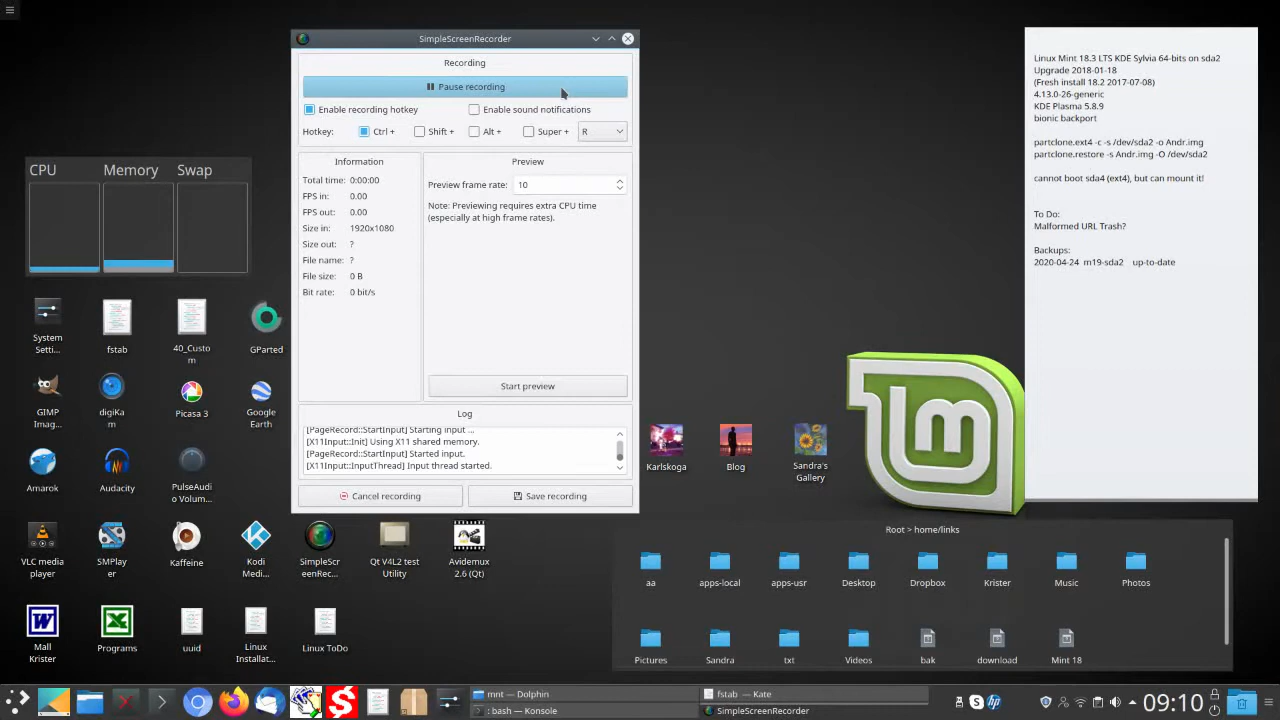 SimpleScreenRecorder
Recording
Pause recording
Enable recording hotkey
Enable sound notifications
Hotkey:
Ctrl +
Shift +
Alt +
Super +
R
Information
Total time: 0:00:00
FPS in: 0.00
FPS out: 0.00
Size in: 1920x1080
Size out: ?
File name: ?
File size: 0 B
Bit rate: 0 bit/s
Preview
Preview frame rate: 10
Note: Previewing requires extra CPU time
(especially at high frame rates).
Start preview
Log
[PageRecord::StartInput] Starting input ...
[X11Input::Init] Using X11 shared memory.
[PageRecord::StartInput] Started input.
[X11Input::InputThread] Input thread started.
Cancel recording
Save recording
Linux Mint 18.3 LTS KDE Sylvia 64-bits on sda2
Upgrade 2018-01-18
(Fresh install 18.2 2017-07-08)
4.13.0-26-generic
KDE Plasma 5.8.9
bionic backport
partclone.ext4 -c -s /dev/sda2 -o Andr.img
partclone.restore -s Andr.img -O /dev/sda2
cannot boot sda4 (ext4), but can mount it!
To Do:
Malformed URL Trash?
Backups:
2020-04-24 m19-sda2 up-to-date
CPU
Memory
Swap
System
Setti...
fstab
40_Custo
m
GParted
GIMP
Imag...
digiKa
m
Picasa 3
Google
Earth
Amarok
Audacity
PulseAudi
o Volum...
VLC media
player
SMPlay
er
Kaffeine
Kodi
Medi...
SimpleSc
reenRec...
Qt V4L2 test
Utility
Avidemux
2.6 (Qt)
Mall
Krister
Programs
uuid
Linux
Installat...
Linux ToDo
Karlskoga
Blog
Sandra's
Gallery
Root > home/links
aa
apps-local
apps-usr
Desktop
Dropbox
Krister
Music
Photos
Pictures
Sandra
txt
Videos
bak
download
Mint 18
mnt — Dolphin
: bash — Konsole
fstab — Kate
SimpleScreenRecorder
09:10